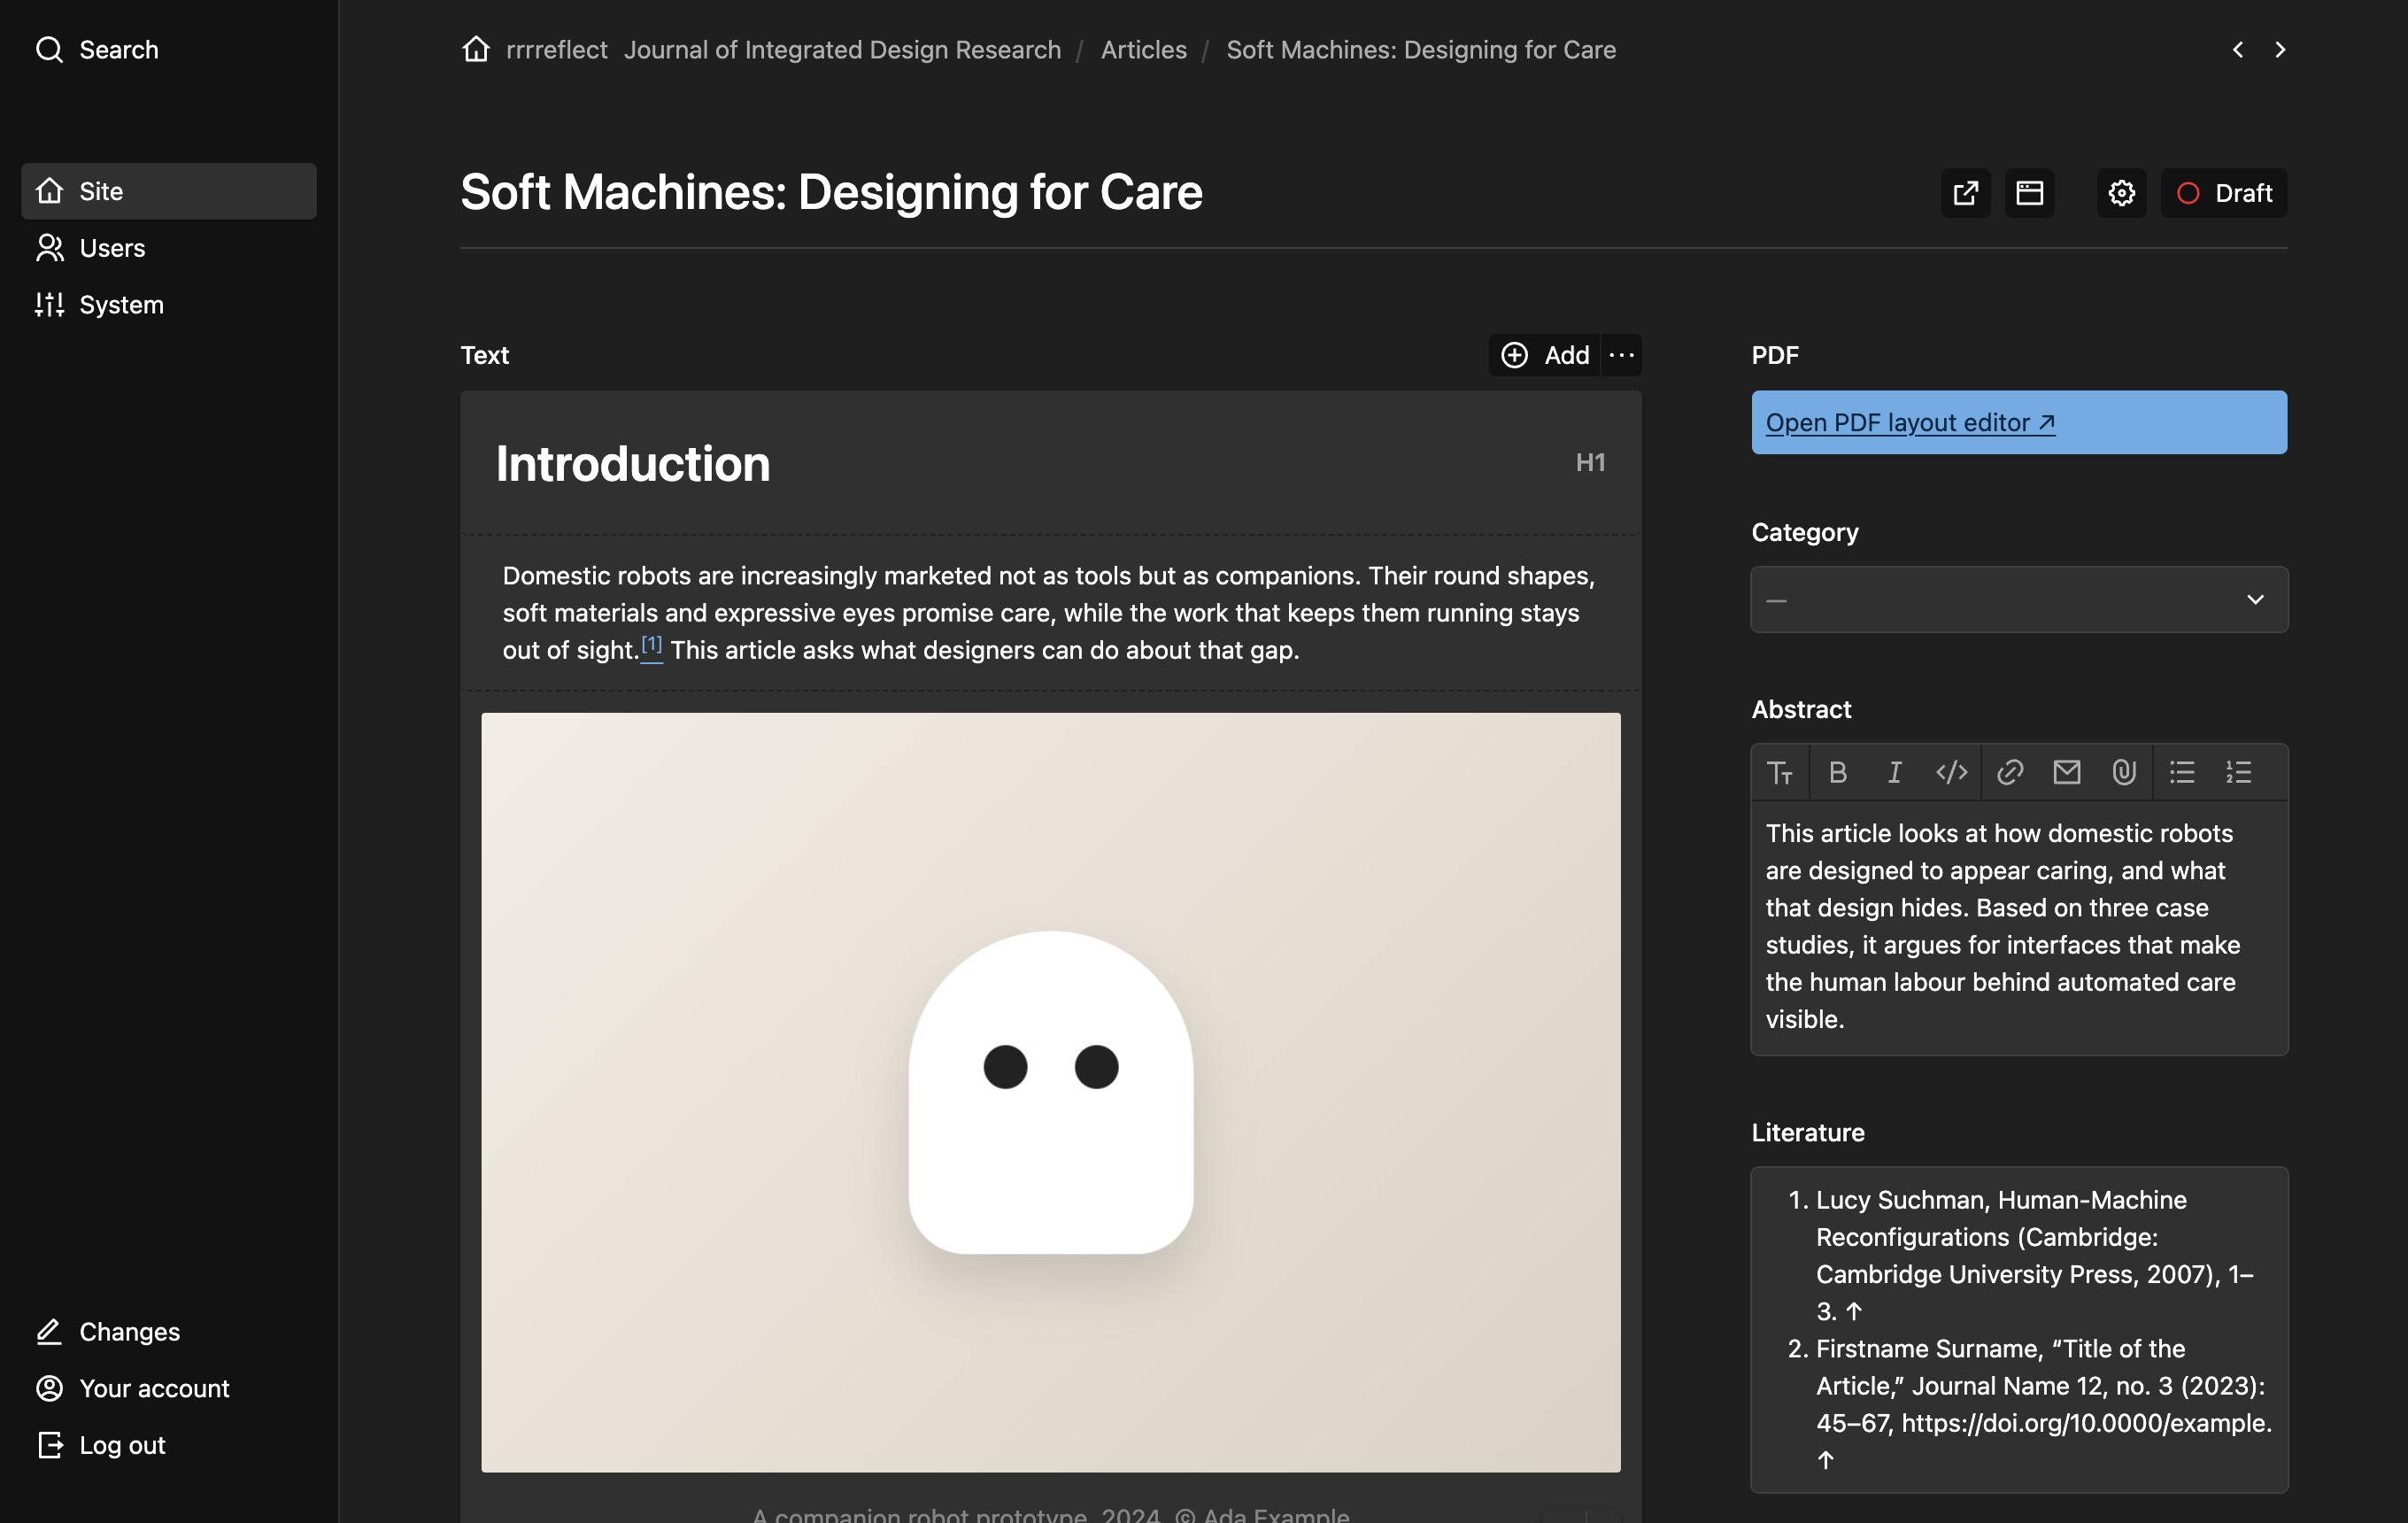 Search
Site
Users
System
Changes
Your account
Log out
rrrreflect Journal of Integrated Design Research / Articles / Soft Machines: Designing for Care
Soft Machines: Designing for Care
Draft
Text
Add
Introduction
H1
Domestic robots are increasingly marketed not as tools but as companions. Their round shapes,
soft materials and expressive eyes promise care, while the work that keeps them running stays
out of sight.[1] This article asks what designers can do about that gap.
A companion robot prototype, 2024. © Ada Example
PDF
Open PDF layout editor ↗
Category
—
Abstract
This article looks at how domestic robots
are designed to appear caring, and what
that design hides. Based on three case
studies, it argues for interfaces that make
the human labour behind automated care
visible.
Literature
1. Lucy Suchman, Human-Machine
Reconfigurations (Cambridge:
Cambridge University Press, 2007), 1–
3. ↑
2. Firstname Surname, “Title of the
Article,” Journal Name 12, no. 3 (2023):
45–67, https://doi.org/10.0000/example.
↑